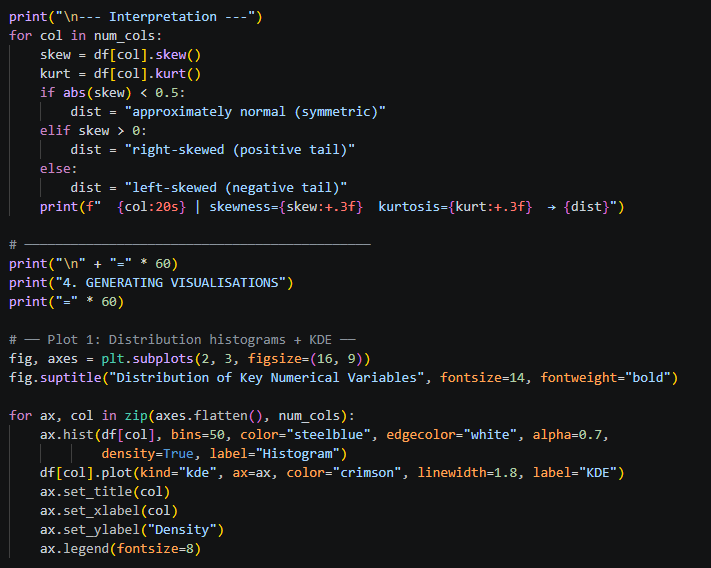 print("\n--- Interpretation ---")
for col in num_cols:
    skew = df[col].skew()
    kurt = df[col].kurt()
    if abs(skew) < 0.5:
        dist = "approximately normal (symmetric)"
    elif skew > 0:
        dist = "right-skewed (positive tail)"
    else:
        dist = "left-skewed (negative tail)"
    print(f"  {col:20s} | skewness={skew:+.3f}  kurtosis={kurt:+.3f}  → {dist}")

# ─────────────────────────────────────────────
print("\n" + "=" * 60)
print("4. GENERATING VISUALISATIONS")
print("=" * 60)

# ── Plot 1: Distribution histograms + KDE ──
fig, axes = plt.subplots(2, 3, figsize=(16, 9))
fig.suptitle("Distribution of Key Numerical Variables", fontsize=14, fontweight="bold")

for ax, col in zip(axes.flatten(), num_cols):
    ax.hist(df[col], bins=50, color="steelblue", edgecolor="white", alpha=0.7,
            density=True, label="Histogram")
    df[col].plot(kind="kde", ax=ax, color="crimson", linewidth=1.8, label="KDE")
    ax.set_title(col)
    ax.set_xlabel(col)
    ax.set_ylabel("Density")
    ax.legend(fontsize=8)